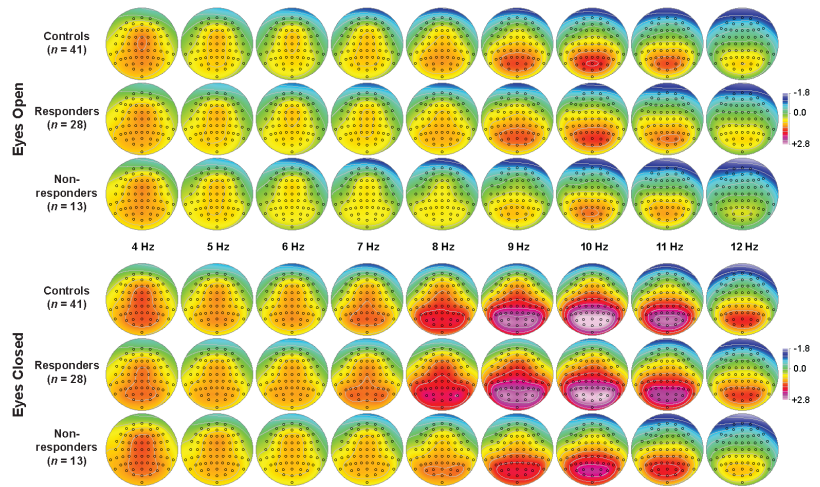 Eyes Open
Controls
(n = 41)
Responders
(n = 28)
Non-
responders
(n = 13)
-1.8
0.0
+2.8
4 Hz 5 Hz 6 Hz 7 Hz 8 Hz 9 Hz 10 Hz 11 Hz 12 Hz
Eyes Closed
Controls
(n = 41)
Responders
(n = 28)
Non-
responders
(n = 13)
-1.8
0.0
+2.8